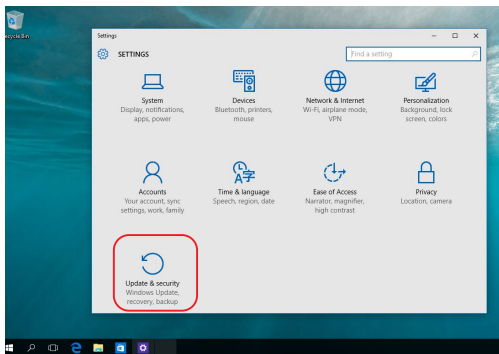 Recycle Bin
Settings
SETTINGS
Find a setting
System
Display, notifications,
apps, power
Devices
Bluetooth, printers,
mouse
Network & Internet
Wi-Fi, airplane mode,
VPN
Personalization
Background, lock
screen, colors
A字
Accounts
Your account, sync
settings, work, family
Time & language
Speech, region, date
Ease of Access
Narrator, magnifier,
high contrast
Privacy
Location, camera
Update & security
Windows Update,
recovery, backup